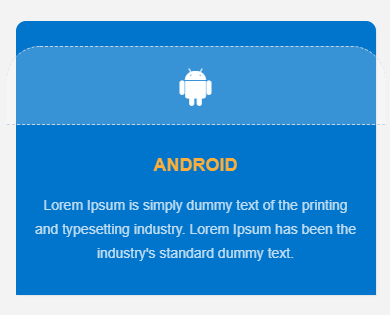 ANDROID
Lorem Ipsum is simply dummy text of the printing
and typesetting industry. Lorem Ipsum has been the
industry's standard dummy text.